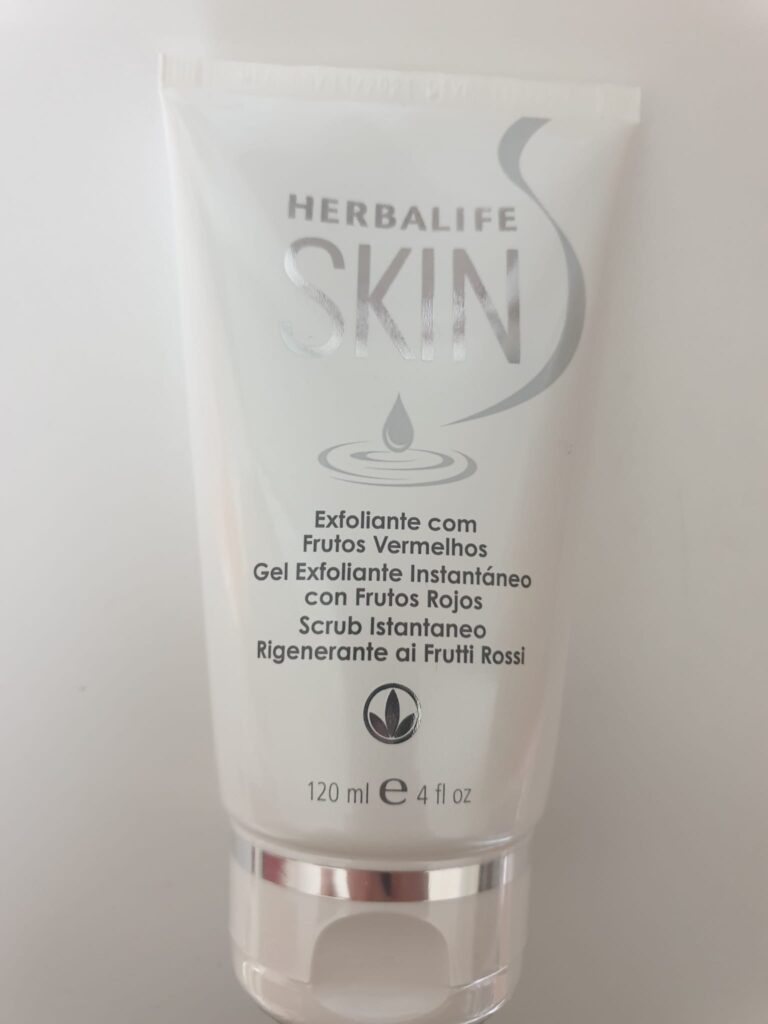 HERBALIFE
SKIN
Exfoliante com
Frutos Vermelhos
Gel Exfoliante Instantáneo
con Frutos Rojos
Scrub Istantaneo
Rigenerante ai Frutti Rossi
120 ml e 4 fl oz